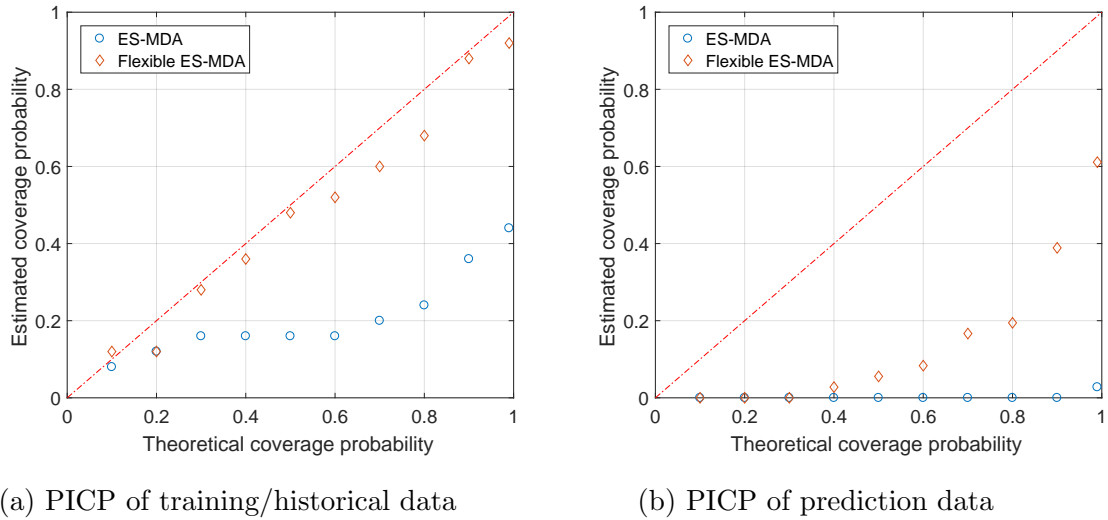 1
0.8
0.6
0.4
0.2
0
0 0.2 0.4 0.6 0.8 1
Estimated coverage probability
Theoretical coverage probability
ES-MDA
Flexible ES-MDA
(a) PICP of training/historical data
1
0.8
0.6
0.4
0.2
0
0 0.2 0.4 0.6 0.8 1
Estimated coverage probability
Theoretical coverage probability
ES-MDA
Flexible ES-MDA
(b) PICP of prediction data